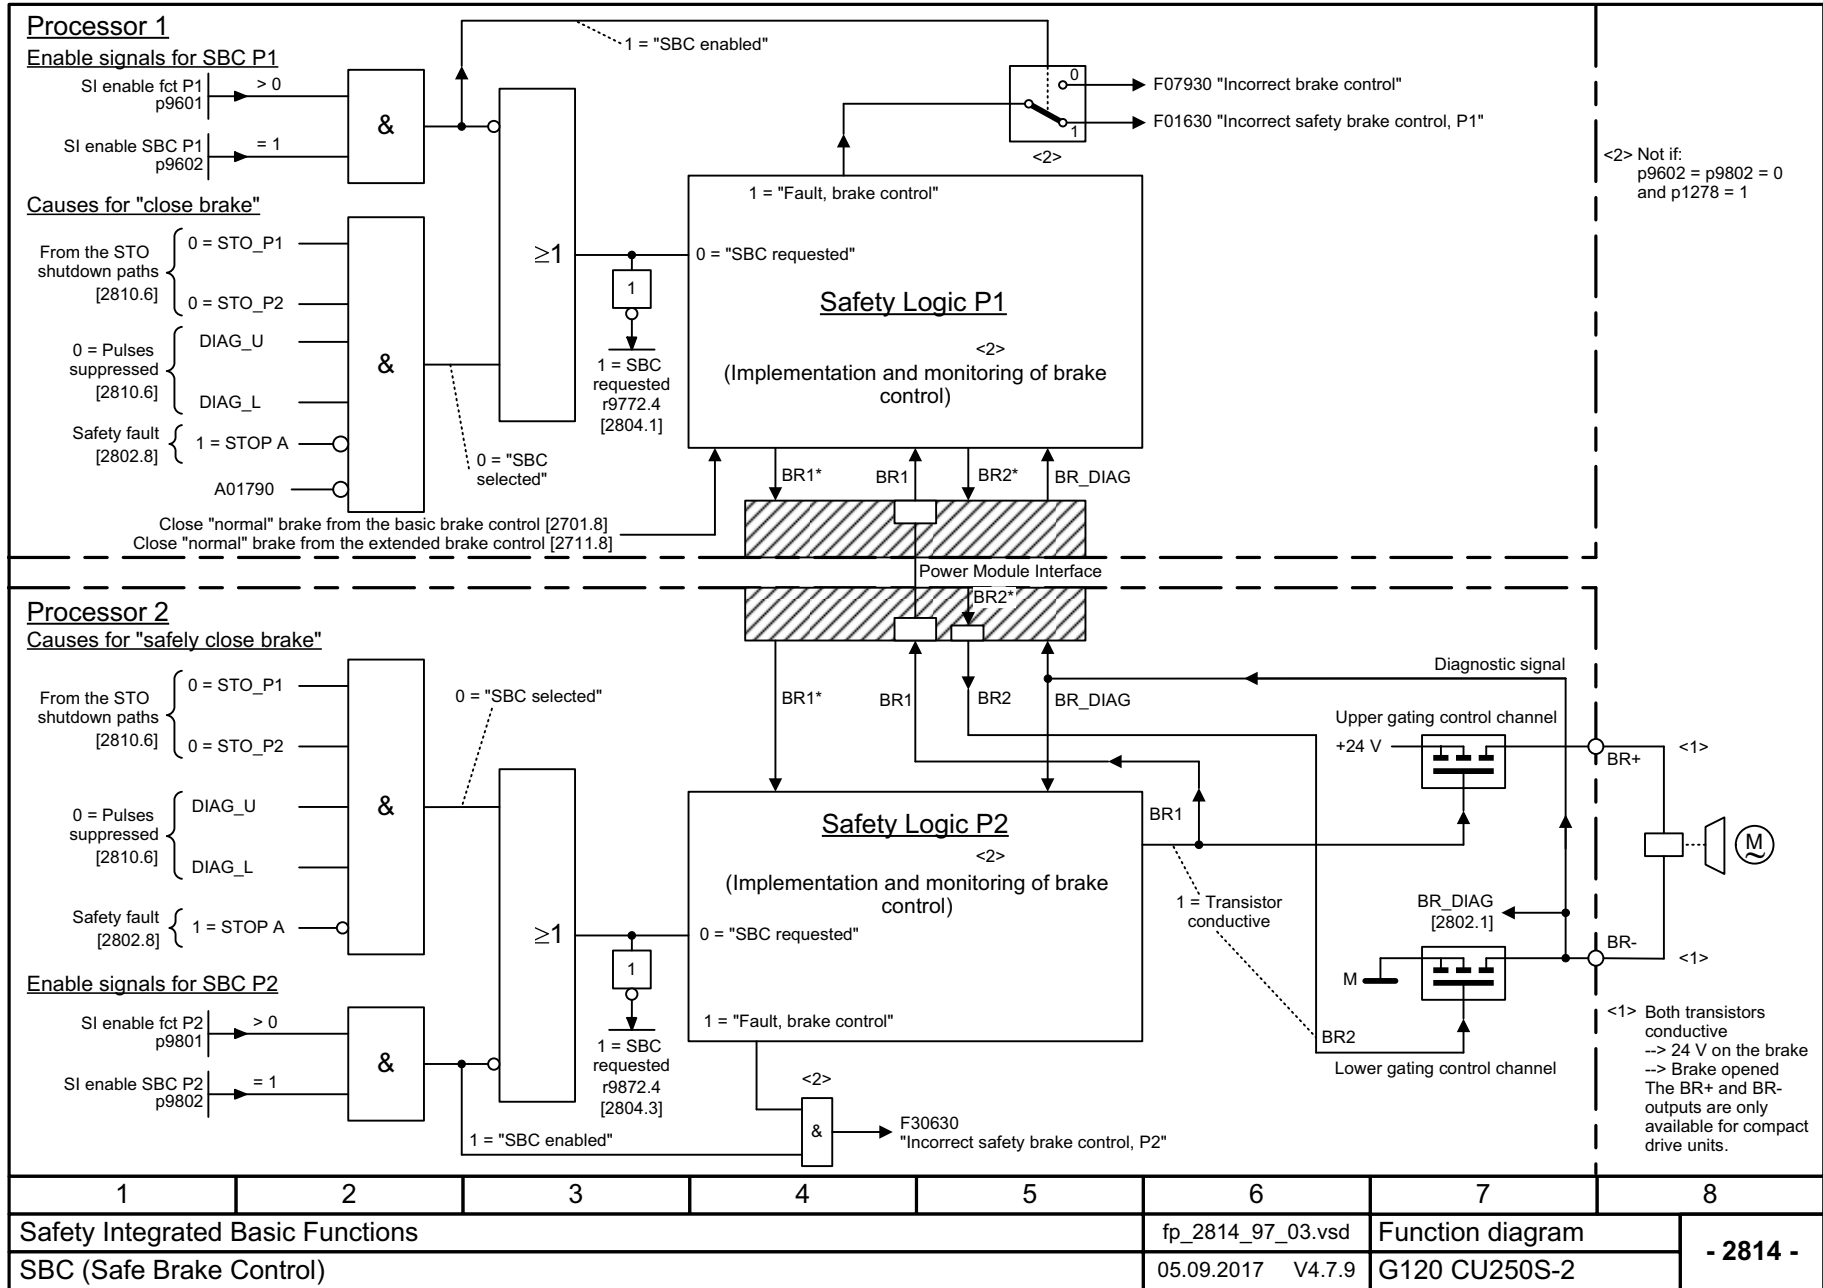 Processor 1
Enable signals for SBC P1
SI enable fct P1
p9601
> 0
SI enable SBC P1
p9602
= 1
&
1 = "SBC enabled"
0
1
<2>
F07930 "Incorrect brake control"
F01630 "Incorrect safety brake control, P1"
<2> Not if:
p9602 = p9802 = 0
and p1278 = 1
Causes for "close brake"
From the STO
shutdown paths
[2810.6]
0 = STO_P1
0 = STO_P2
0 = Pulses
suppressed
[2810.6]
DIAG_U
DIAG_L
Safety fault
[2802.8]
1 = STOP A
A01790
&
0 = "SBC
selected"
≥1
1
1 = SBC
requested
r9772.4
[2804.1]
1 = "Fault, brake control"
0 = "SBC requested"
Safety Logic P1
<2>
(Implementation and monitoring of brake
control)
Close "normal" brake from the basic brake control [2701.8]
Close "normal" brake from the extended brake control [2711.8]
BR1*
BR1
BR2*
BR_DIAG
Power Module Interface
BR2*
Processor 2
Causes for "safely close brake"
From the STO
shutdown paths
[2810.6]
0 = STO_P1
0 = STO_P2
0 = Pulses
suppressed
[2810.6]
DIAG_U
DIAG_L
Safety fault
[2802.8]
1 = STOP A
&
0 = "SBC selected"
≥1
1
1 = SBC
requested
r9872.4
[2804.3]
Enable signals for SBC P2
SI enable fct P2
p9801
> 0
SI enable SBC P2
p9802
= 1
&
1 = "SBC enabled"
BR1*
BR1
BR2
BR_DIAG
Safety Logic P2
<2>
(Implementation and monitoring of brake
control)
0 = "SBC requested"
1 = "Fault, brake control"
<2>
&
F30630
"Incorrect safety brake control, P2"
Diagnostic signal
Upper gating control channel
+24 V
BR1
1 = Transistor
conductive
BR_DIAG
[2802.1]
M
BR2
Lower gating control channel
BR+
<1>
M
~
BR-
<1>
<1> Both transistors
conductive
--> 24 V on the brake
--> Brake opened
The BR+ and BR-
outputs are only
available for compact
drive units.
1 2 3 4 5 6 7 8
Safety Integrated Basic Functions
fp_2814_97_03.vsd
Function diagram
- 2814 -
SBC (Safe Brake Control)
05.09.2017 V4.7.9
G120 CU250S-2